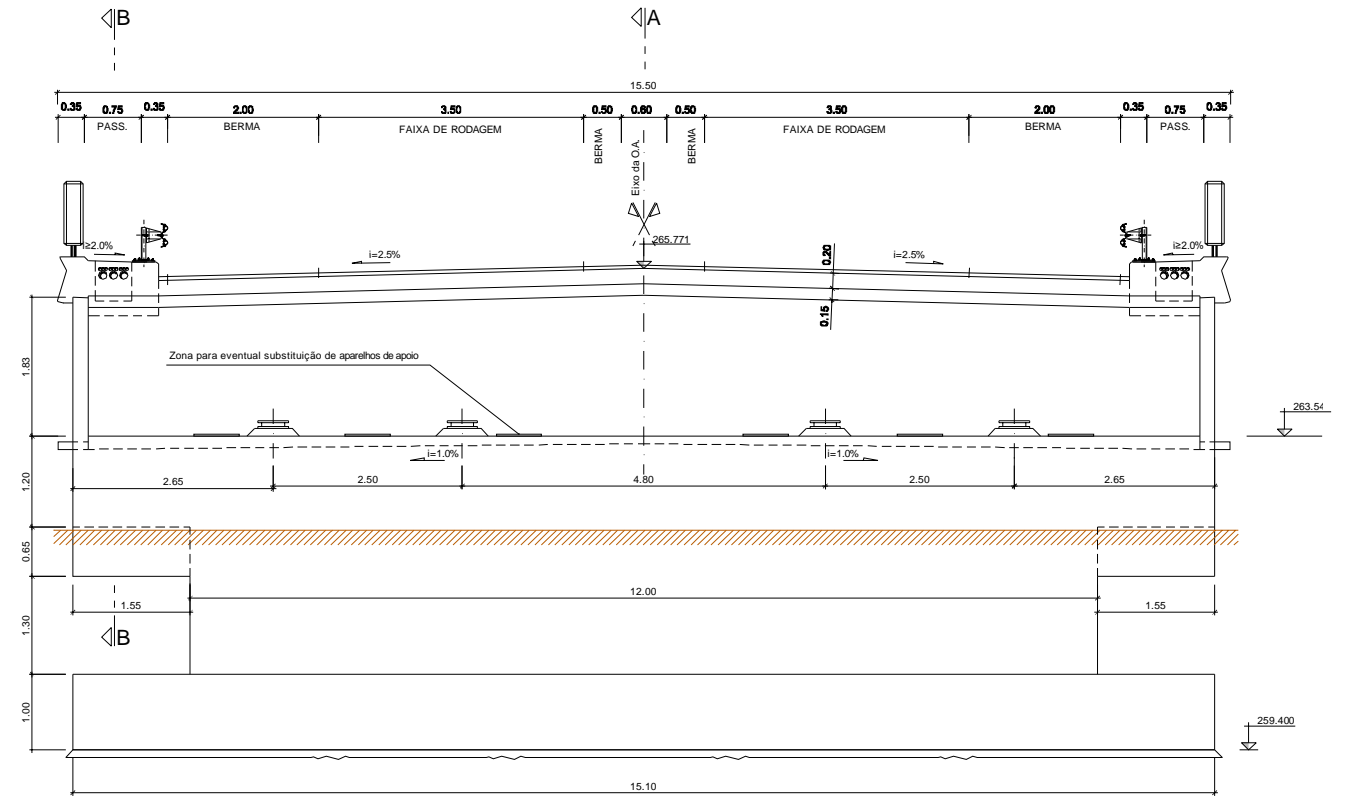 B
A
15.50
0.35 0.75 0.35 2.00 3.50 0.50 0.60 0.50 3.50 2.00 0.35 0.75 0.35
PASS. BERMA FAIXA DE RODAGEM BERMA Eixo da O.A. BERMA FAIXA DE RODAGEM BERMA PASS.
265.771
i≥2.0% i=2.5% 0.20 i=2.5% i≥2.0%
0.15
1.83
Zona para eventual substituição de aparelhos de apoio
263.54
i=1.0% i=1.0%
1.20
2.65 2.50 4.80 2.50 2.65
0.65
1.55 12.00 1.55
1.30
B
1.00
259.400
15.10